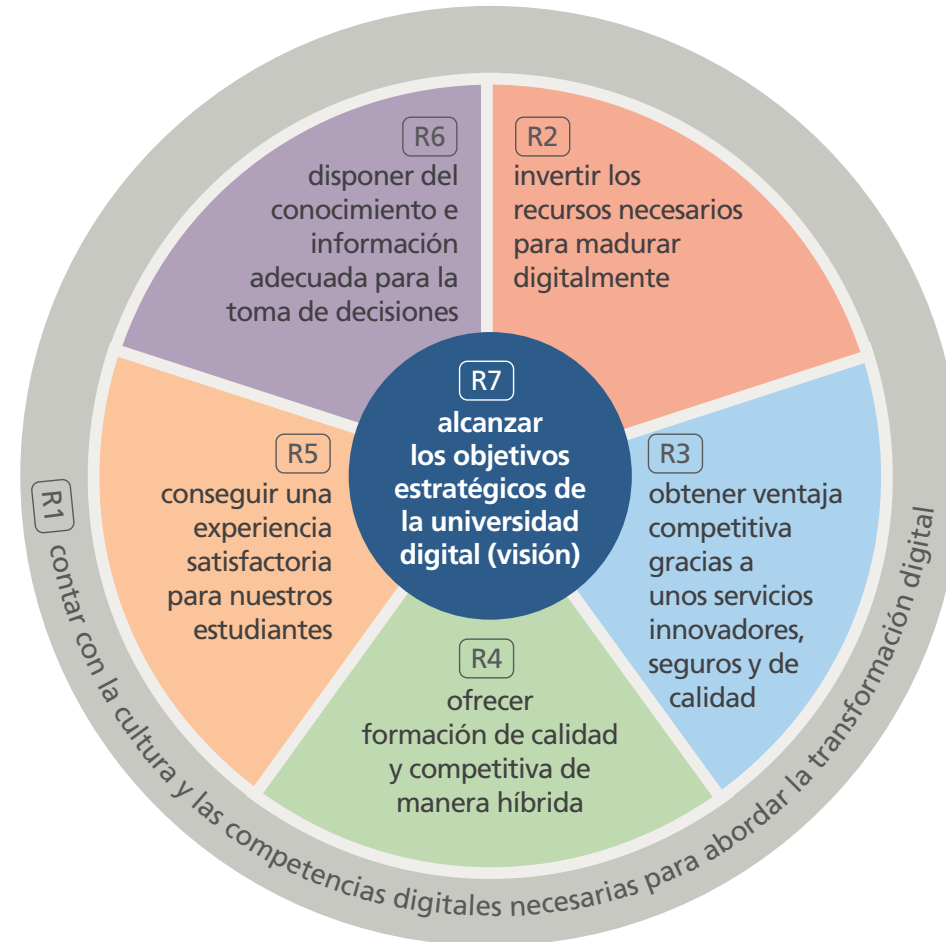 R6
disponer del
conocimiento e
información
adecuada para la
toma de decisiones
R2
invertir los
recursos necesarios
para madurar
digitalmente
R7
alcanzar
los objetivos
estratégicos de
la universidad
digital (visión)
R5
conseguir una
experiencia
satisfactoria
para nuestros
estudiantes
R3
obtener ventaja
competitiva
gracias a
unos servicios
innovadores,
seguros y de
calidad
R4
ofrecer
formación de calidad
y competitiva de
manera híbrida
R1 contar con la cultura y las competencias digitales necesarias para abordar la transformación digital